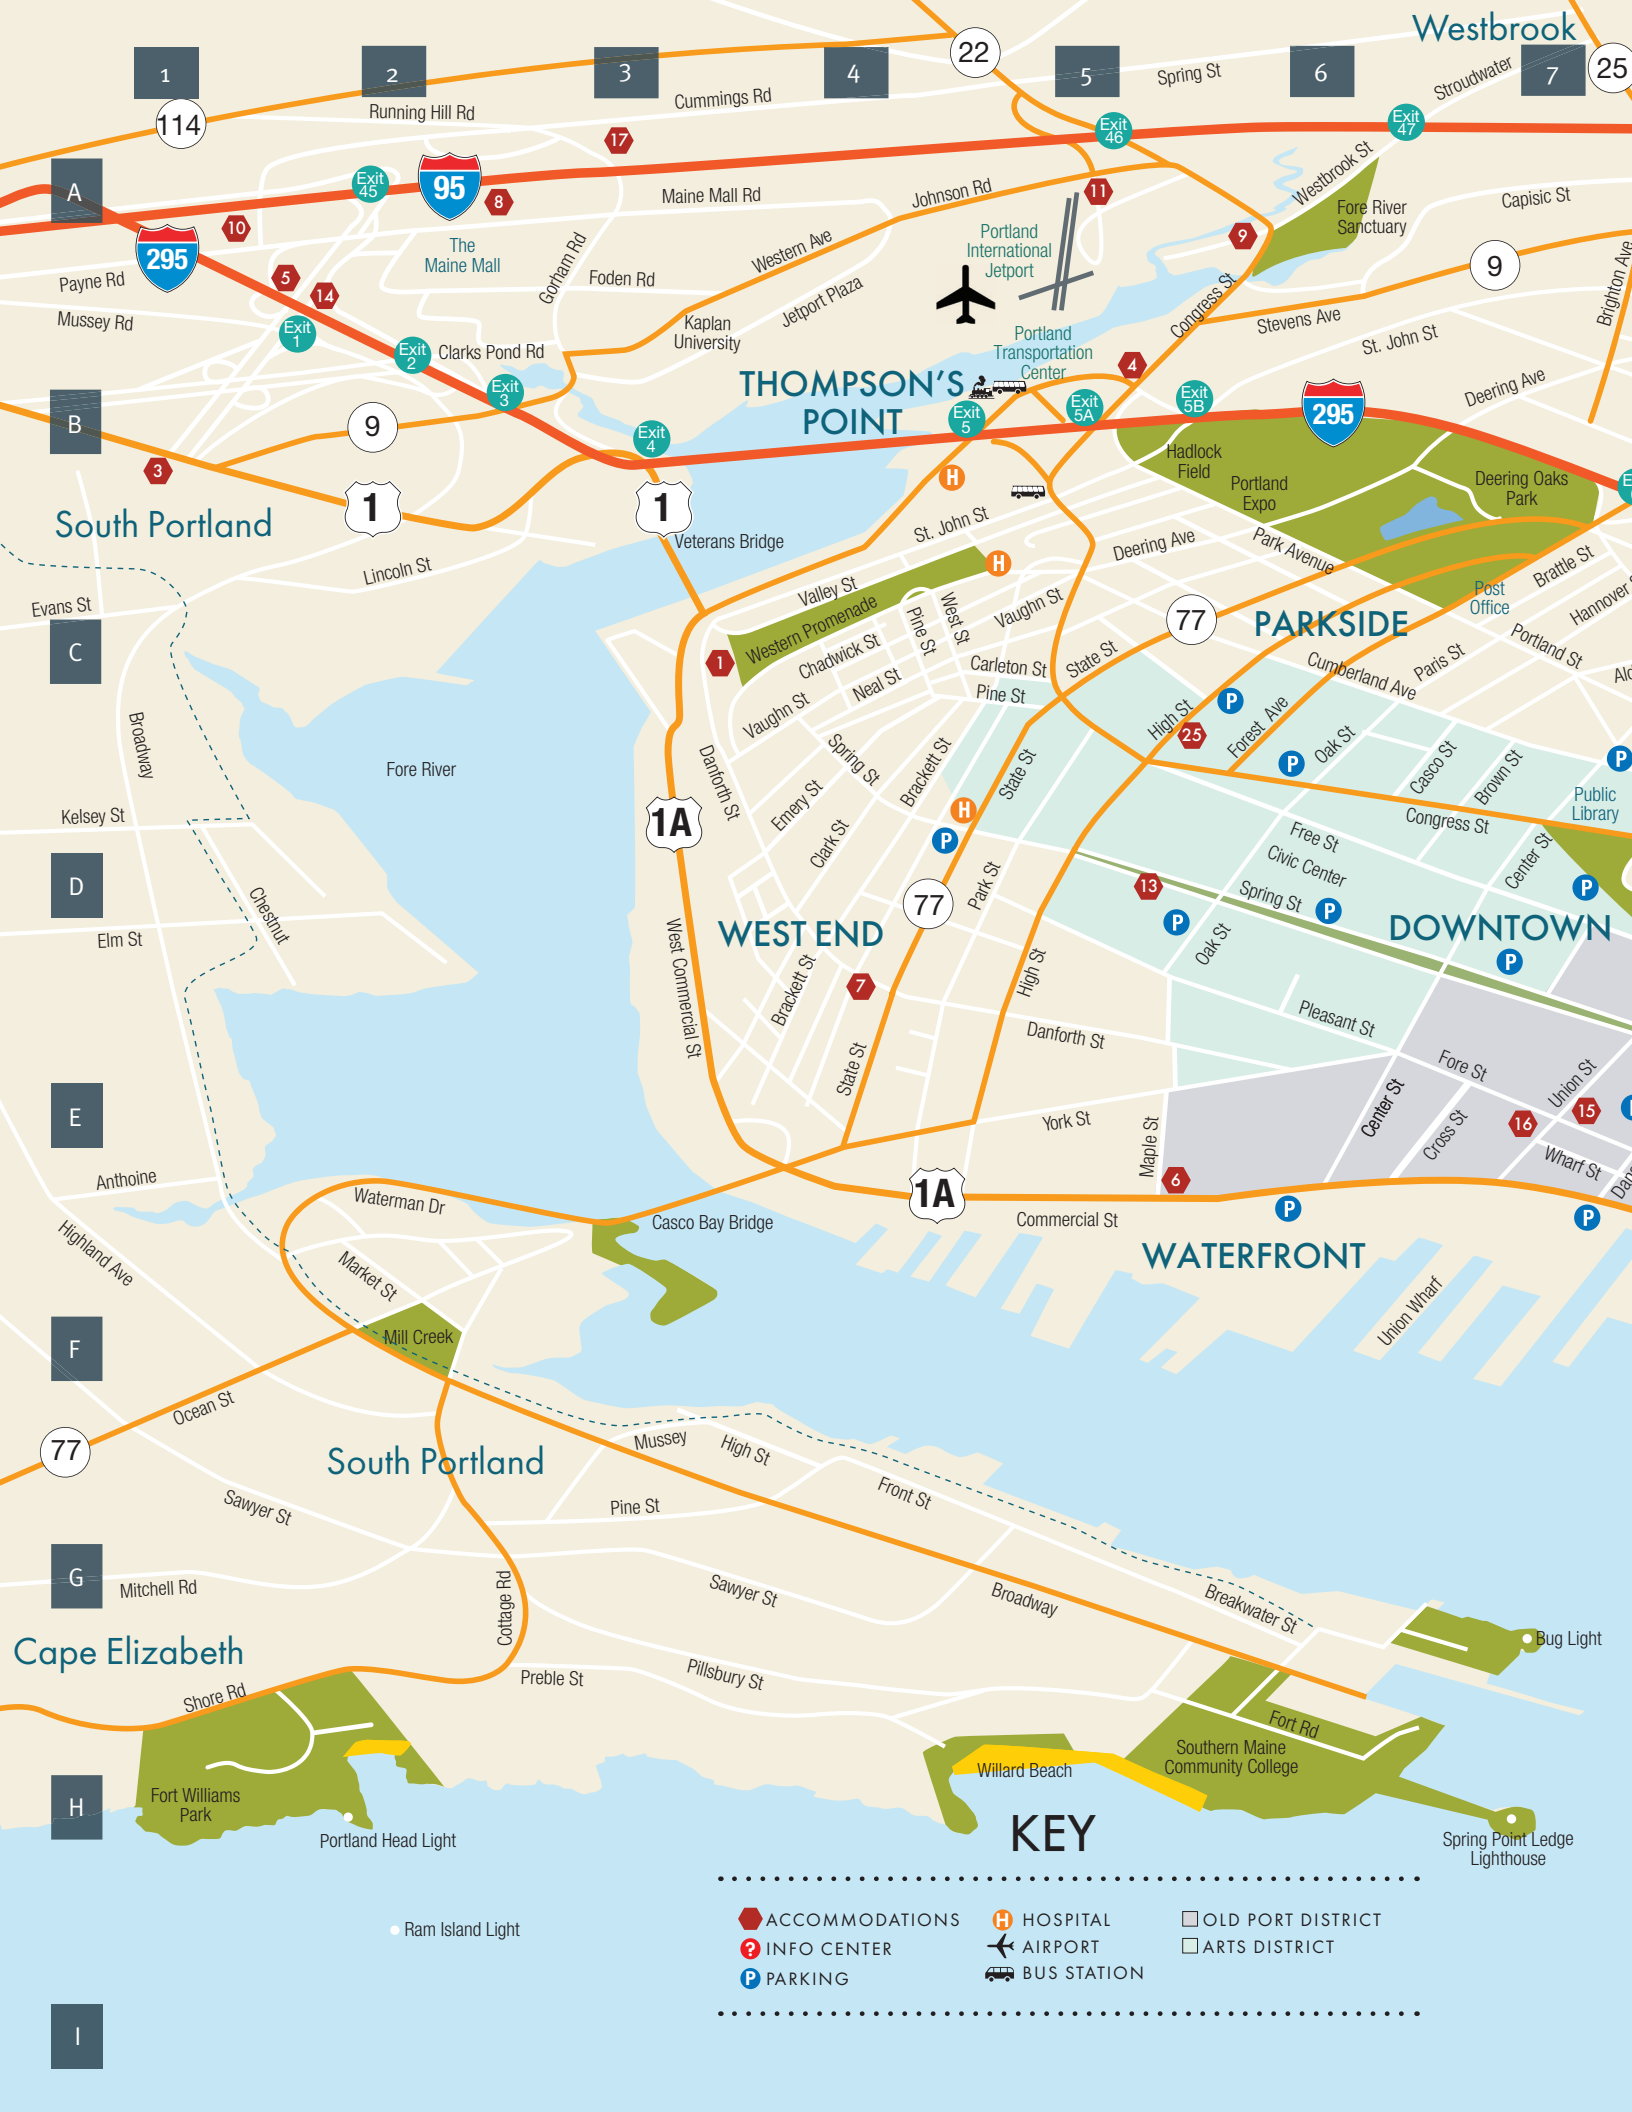 Westbrook
1
2
3
4
5
6
7
22
25
114
Running Hill Rd
Cummings Rd
Spring St
Stroudwater
17
Exit
46
Exit
47
A
Exit
45
95
8
Maine Mall Rd
Johnson Rd
11
Westbrook St
Capisic St
Fore River
Sanctuary
10
295
The
Maine Mall
Gorham Rd
Western Ave
Portland
International
Jetport
9
9
Payne Rd
5
14
Foden Rd
Jetport Plaza
Congress St
Brighton Ave
Mussey Rd
Exit
1
Exit
2
Clarks Pond Rd
Kaplan
University
Stevens Ave
St. John St
Portland
Transportation
Center
4
THOMPSON'S
POINT
Exit
3
Exit
5
Exit
5A
Exit
5B
295
Deering Ave
B
9
Exit
4
3
H
Hadlock
Field
Portland
Expo
Deering Oaks
Park
1
1
South Portland
Veterans Bridge
St. John St
Deering Ave
Park Avenue
H
Lincoln St
Valley St
Western Promenade
Pine St
West St
Vaughn St
77
PARKSIDE
Post
Office
Brattle St
Hannover
Evans St
C
1
Chadwick St
Neal St
Carleton St
State St
Pine St
Cumberland Ave
Paris St
Portland St
Broadway
Fore River
Vaughn St
Danforth St
Spring St
Brackett St
State St
High St
25
P
Forest Ave
P
Oak St
Casco St
Brown St
P
Public
Library
Kelsey St
1A
Emery St
Clark St
H
P
Congress St
Free St
Civic Center
Center St
D
Chestnut
Park St
13
P
Spring St
P
P
77
WEST END
DOWNTOWN
Elm St
West Commercial St
Brackett St
7
High St
Oak St
P
State St
Danforth St
Pleasant St
Fore St
Union St
E
York St
Maple St
Center St
Cross St
16
15
Wharf St
Anthoine
Waterman Dr
1A
6
P
P
Casco Bay Bridge
Commercial St
Highland Ave
Market St
WATERFRONT
Union Wharf
F
Mill Creek
Ocean St
77
South Portland
Mussey
High St
Front St
Sawyer St
Pine St
G
Mitchell Rd
Cottage Rd
Sawyer St
Broadway
Breakwater St
Cape Elizabeth
Bug Light
Shore Rd
Preble St
Pillsbury St
Fort Rd
Southern Maine
Community College
Willard Beach
H
Fort Williams
Park
Portland Head Light
Spring Point Ledge
Lighthouse
KEY
Ram Island Light
ACCOMMODATIONS
? INFO CENTER
P PARKING
H HOSPITAL
AIRPORT
BUS STATION
OLD PORT DISTRICT
ARTS DISTRICT
I